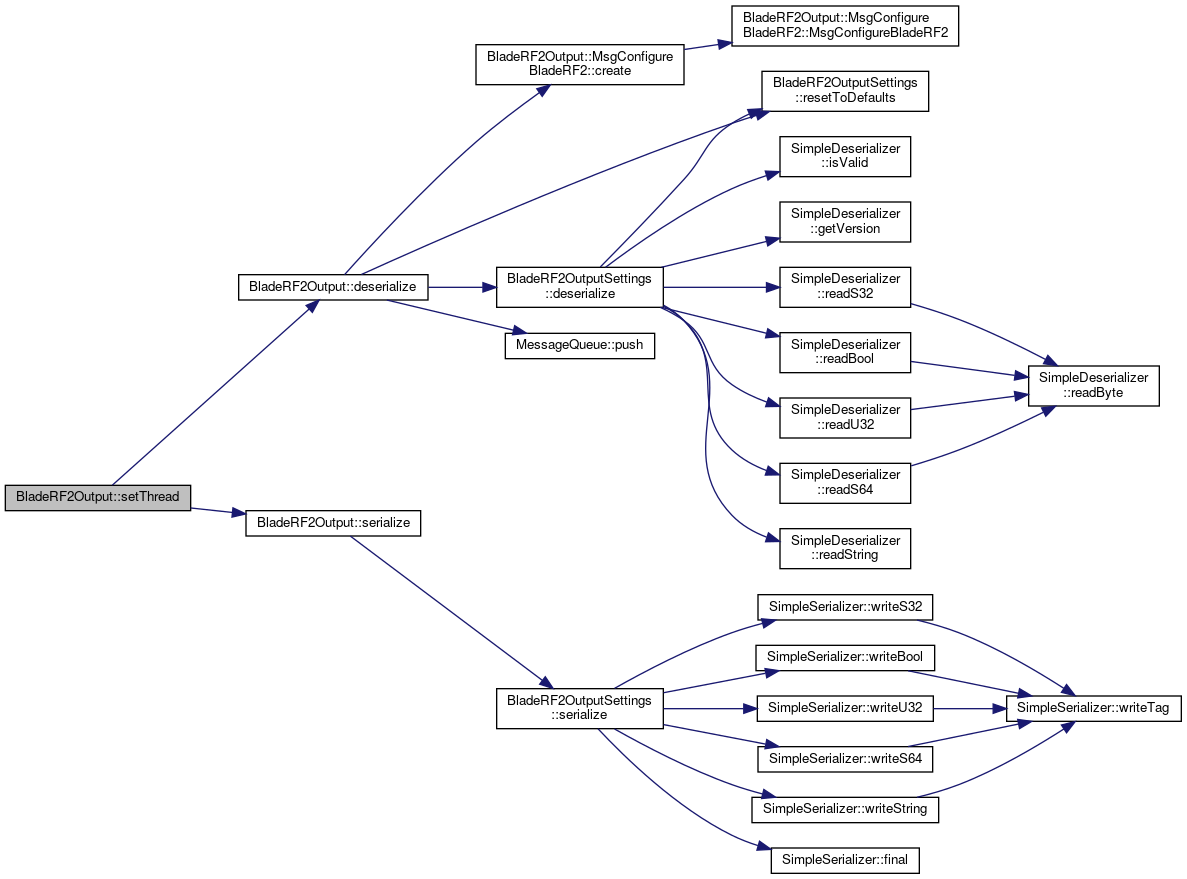 BladeRF2Output::MsgConfigure
BladeRF2::MsgConfigureBladeRF2
BladeRF2Output::MsgConfigure
BladeRF2::create
BladeRF2OutputSettings
::resetToDefaults
SimpleDeserializer
::isValid
SimpleDeserializer
::getVersion
BladeRF2Output::deserialize
BladeRF2OutputSettings
::deserialize
SimpleDeserializer
::readS32
MessageQueue::push
SimpleDeserializer
::readBool
SimpleDeserializer
::readByte
SimpleDeserializer
::readU32
SimpleDeserializer
::readS64
BladeRF2Output::setThread
BladeRF2Output::serialize
SimpleDeserializer
::readString
SimpleSerializer::writeS32
SimpleSerializer::writeBool
BladeRF2OutputSettings
::serialize
SimpleSerializer::writeU32
SimpleSerializer::writeTag
SimpleSerializer::writeS64
SimpleSerializer::writeString
SimpleSerializer::final